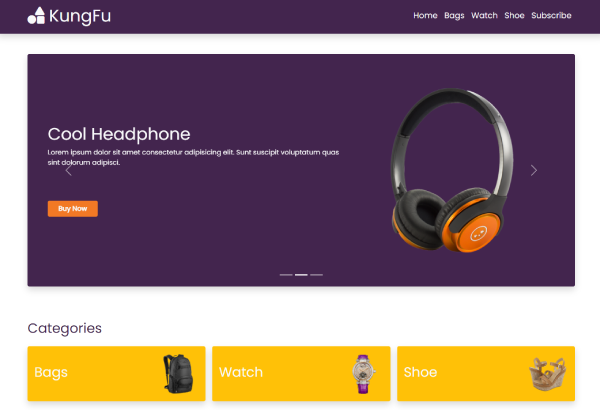 KungFu
Home Bags Watch Shoe Subscribe
Cool Headphone
Lorem ipsum dolor sit amet consectetur adipisicing elit. Sunt suscipit voluptatum quas
sint dolorum adipisci.
Buy Now
Categories
Bags
Watch
Shoe